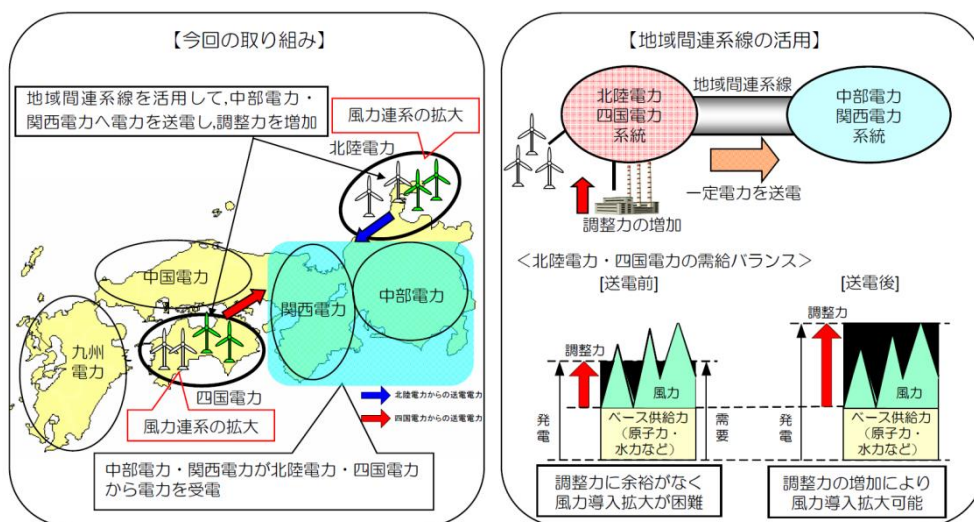 【今回の取り組み】
地域間連系線を活用して,中部電力・
関西電力へ電力を送電し,調整力を増加
風力連系の拡大
北陸電力
中国電力
関西電力
中部電力
九州
電力
四国電力
風力連系の拡大
北陸電力からの送電電力
四国電力からの送電電力
中部電力・関西電力が北陸電力・四国電力
から電力を受電
【地域間連系線の活用】
北陸電力
四国電力
系統
地域間連系線
中部電力
関西電力
系統
一定電力を送電
調整力の増加
<北陸電力・四国電力の需給バランス>
[送電前]
[送電後]
調整力
風力
発電
ベース供給力
(原子力・
水力など)
需要
調整力
風力
発電
ベース供給力
(原子力・
水力など)
調整力に余裕がなく
風力導入拡大が困難
調整力の増加により
風力導入拡大可能